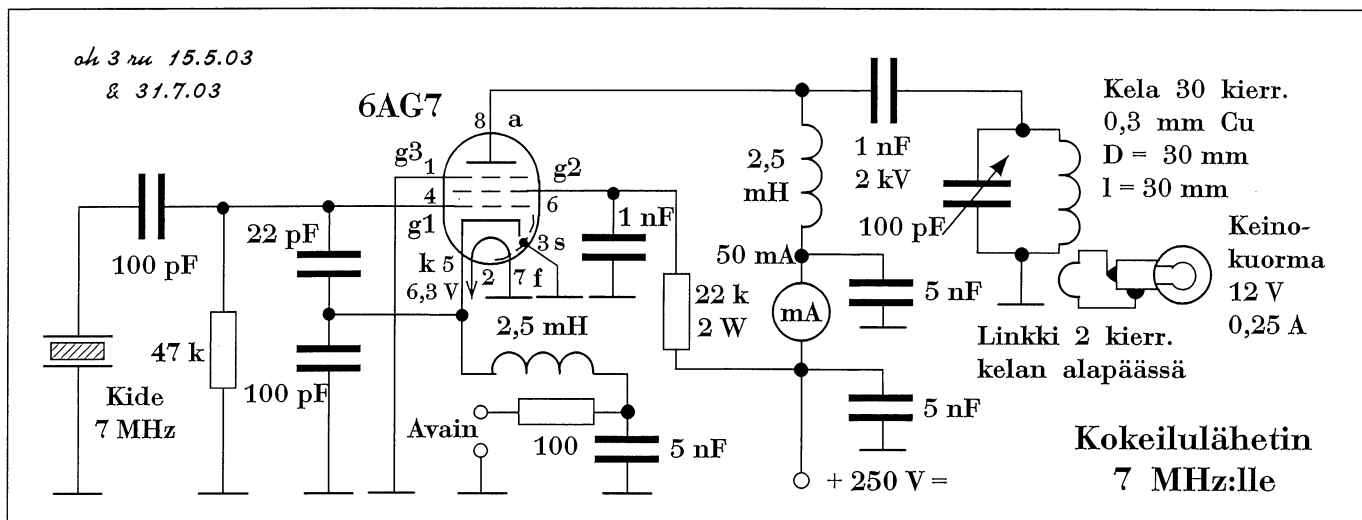 oh 3 ru 15.5.03
& 31.7.03
6AG7
8
a
g3
1
g2
4
6
g1
3 s
k 5
2
7 f
6,3 V
100 pF
22 pF
47 k
100 pF
Kide
7 MHz
1 nF
22 k
2 W
2,5 mH
Avain
100
5 nF
2,5
mH
50 mA
mA
5 nF
5 nF
+ 250 V =
1 nF
2 kV
100 pF
Kela 30 kierr.
0,3 mm Cu
D = 30 mm
l = 30 mm
Keino-
kuorma
12 V
0,25 A
Linkki 2 kierr.
kelan alapäässä
Kokeilulähetin
7 MHz:lle